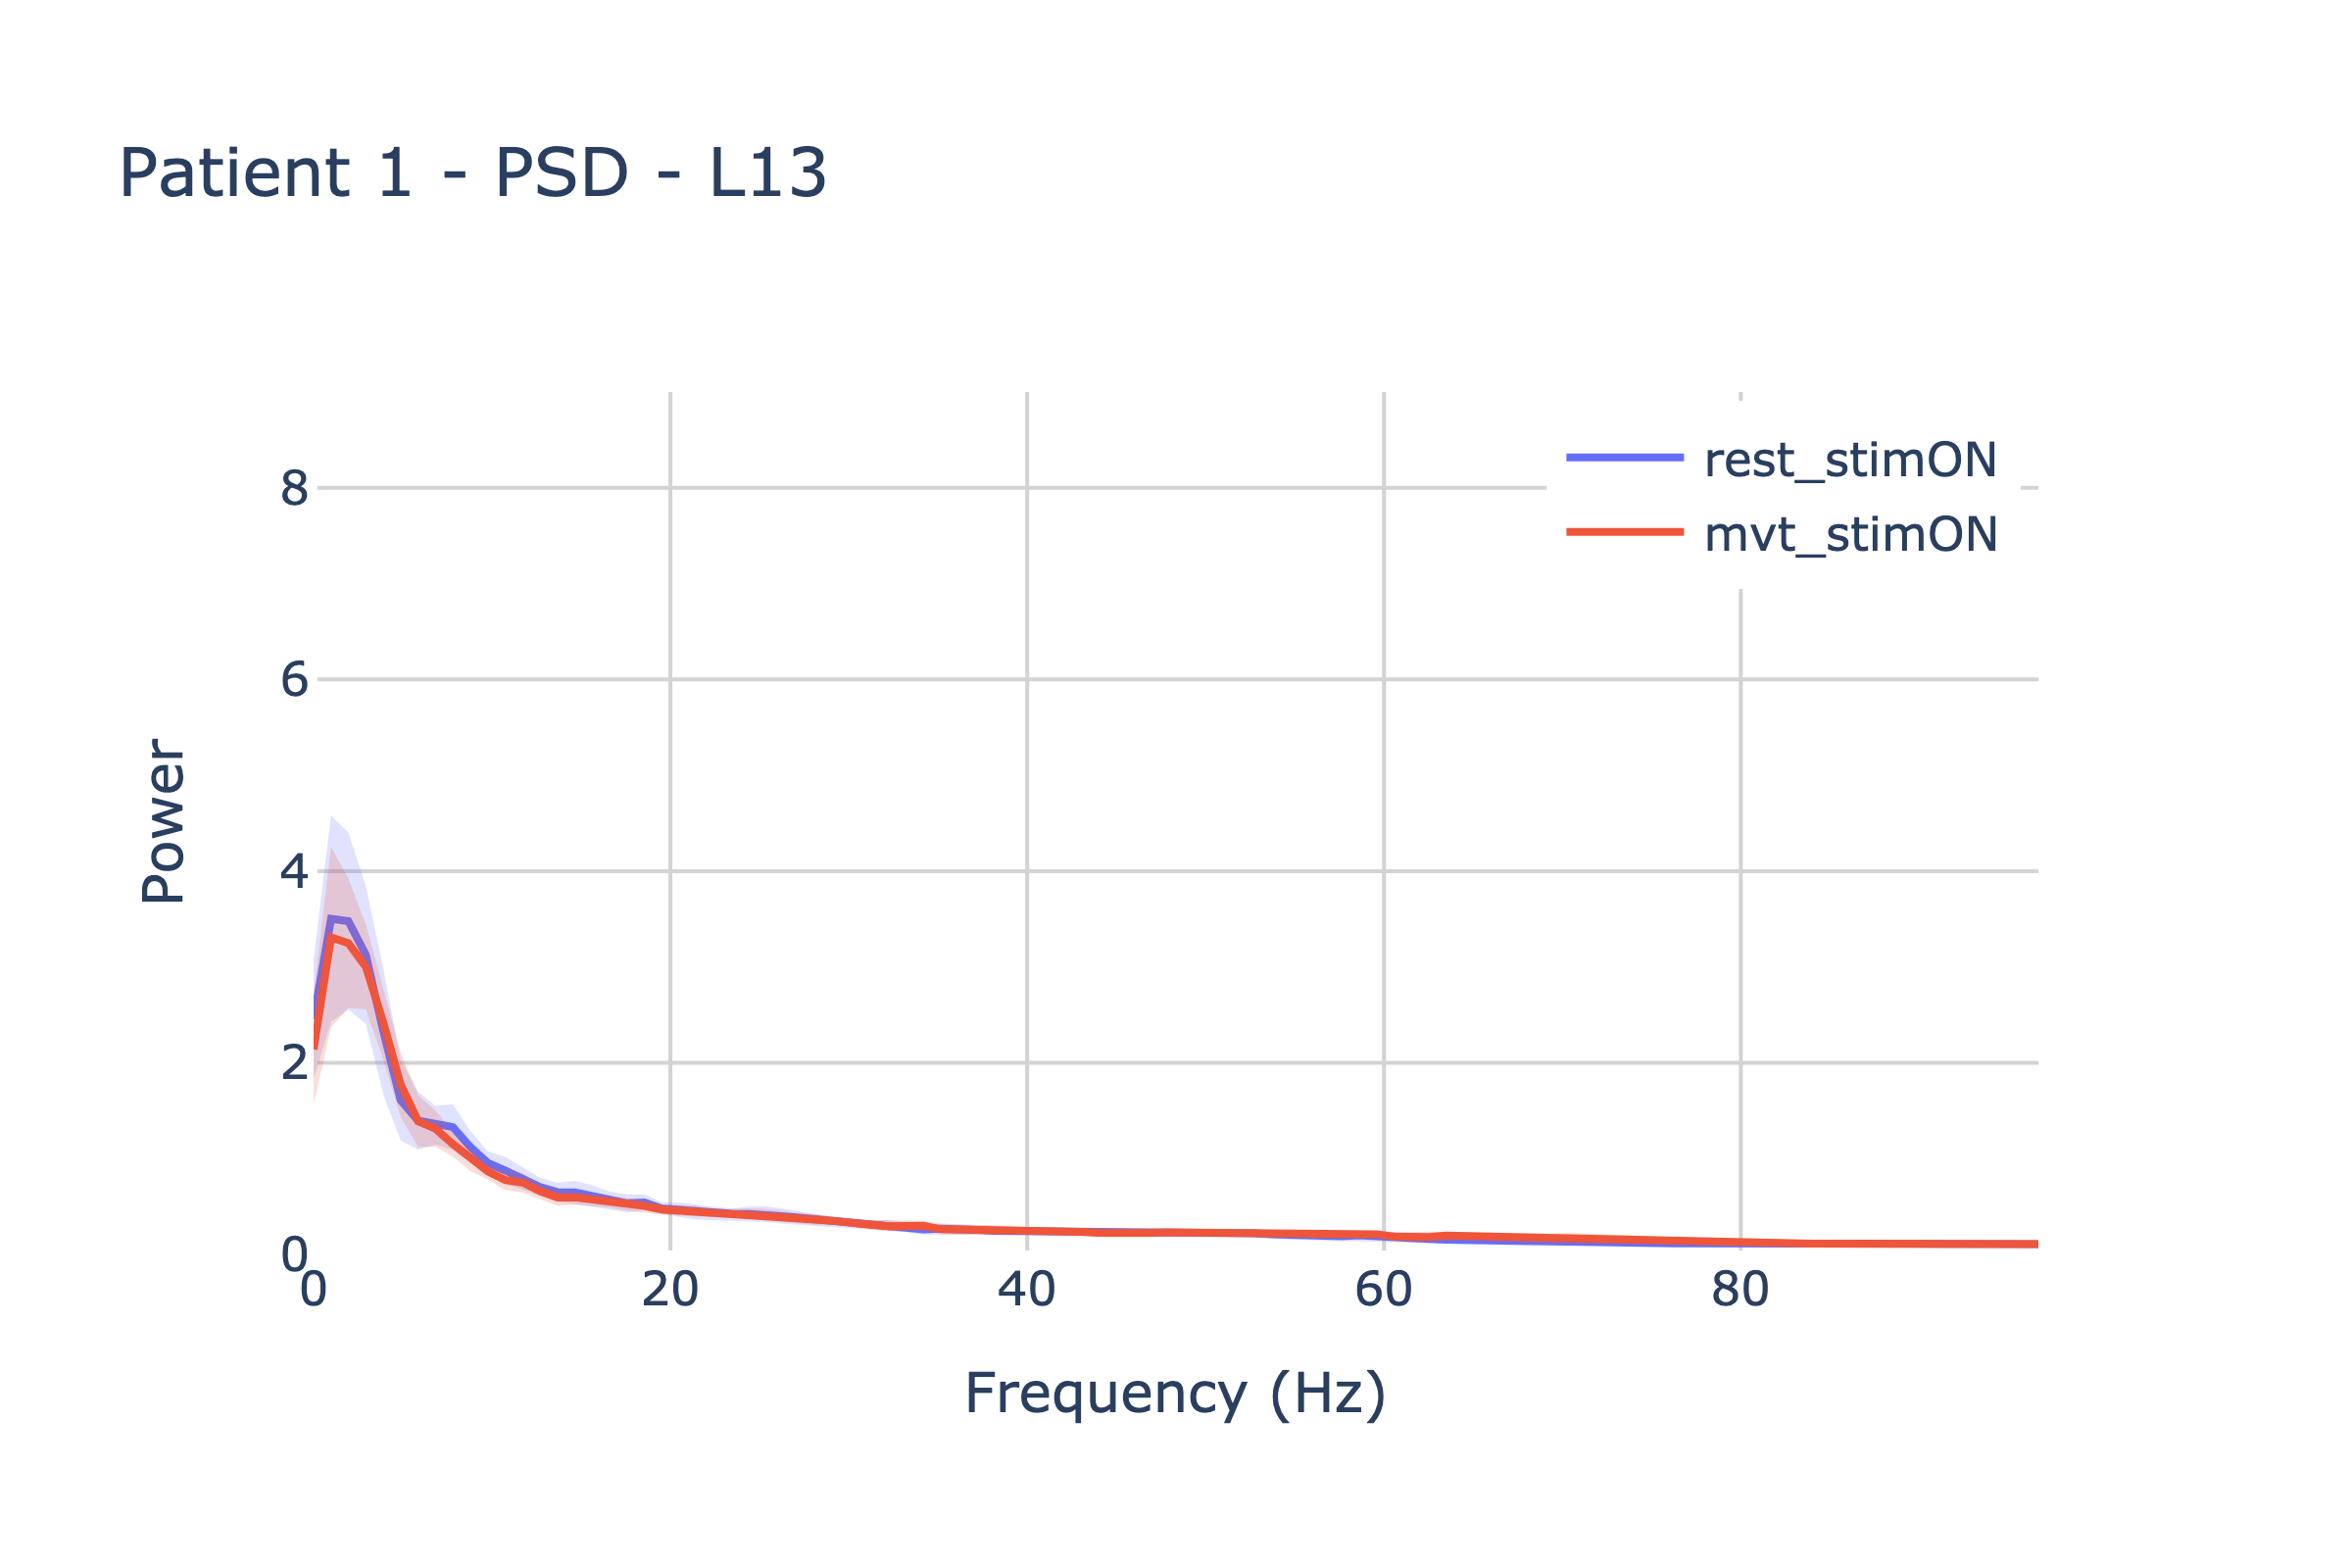 Patient 1 - PSD - L13
rest_stimON
mvt_stimON
8
6
4
2
0
Power
0 20 40 60 80
Frequency (Hz)